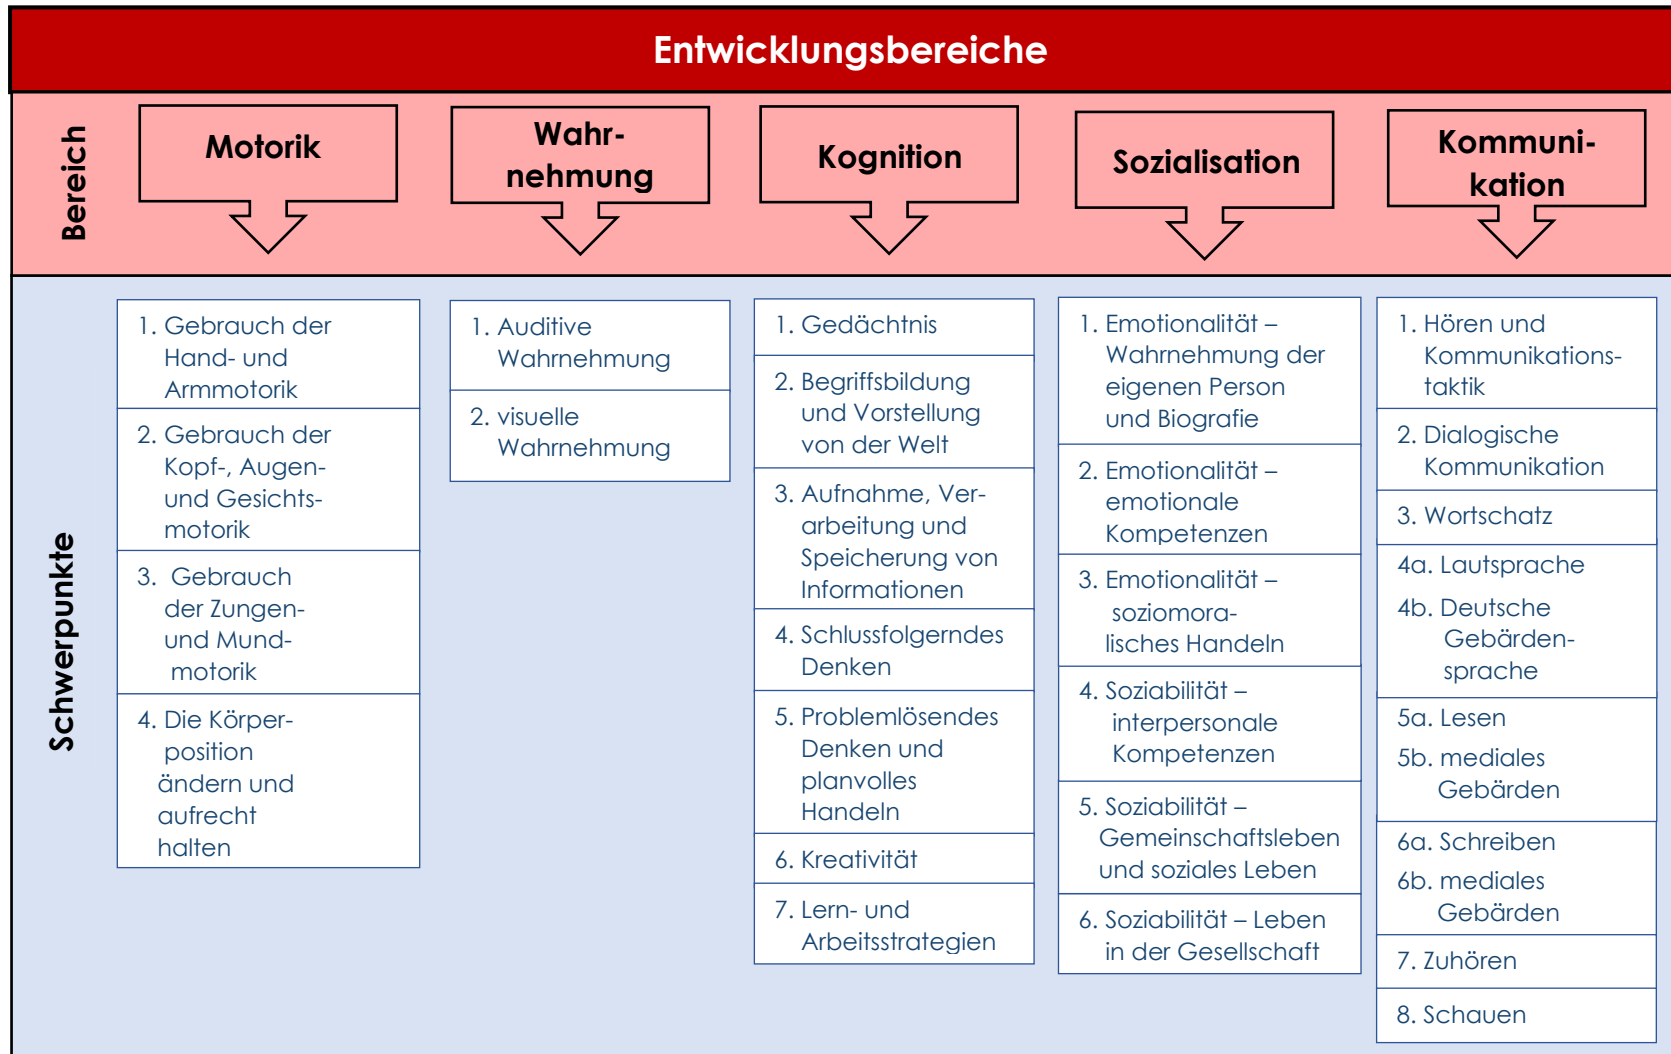 Entwicklungsbereiche
Bereich
Motorik
Wahr-
nehmung
Kognition
Sozialisation
Kommuni-
kation
Schwerpunkte
1. Gebrauch der
Hand- und
Armmotorik
2. Gebrauch der
Kopf-, Augen-
und Gesichts-
motorik
3. Gebrauch
der Zungen-
und Mund-
motorik
4. Die Körper-
position
ändern und
aufrecht
halten
1. Auditive
Wahrnehmung
2. visuelle
Wahrnehmung
1. Gedächtnis
2. Begriffsbildung
und Vorstellung
von der Welt
3. Aufnahme, Ver-
arbeitung und
Speicherung von
Informationen
4. Schlussfolgerndes
Denken
5. Problemlösendes
Denken und
planvolles
Handeln
6. Kreativität
7. Lern- und
Arbeitsstrategien
1. Emotionalität –
Wahrnehmung der
eigenen Person
und Biografie
2. Emotionalität –
emotionale
Kompetenzen
3. Emotionalität –
soziomora-
lisches Handeln
4. Soziabilität –
interpersonale
Kompetenzen
5. Soziabilität –
Gemeinschaftsleben
und soziales Leben
6. Soziabilität – Leben
in der Gesellschaft
1. Hören und
Kommunikations-
taktik
2. Dialogische
Kommunikation
3. Wortschatz
4a. Lautsprache
4b. Deutsche
Gebärden-
sprache
5a. Lesen
5b. mediales
Gebärden
6a. Schreiben
6b. mediales
Gebärden
7. Zuhören
8. Schauen